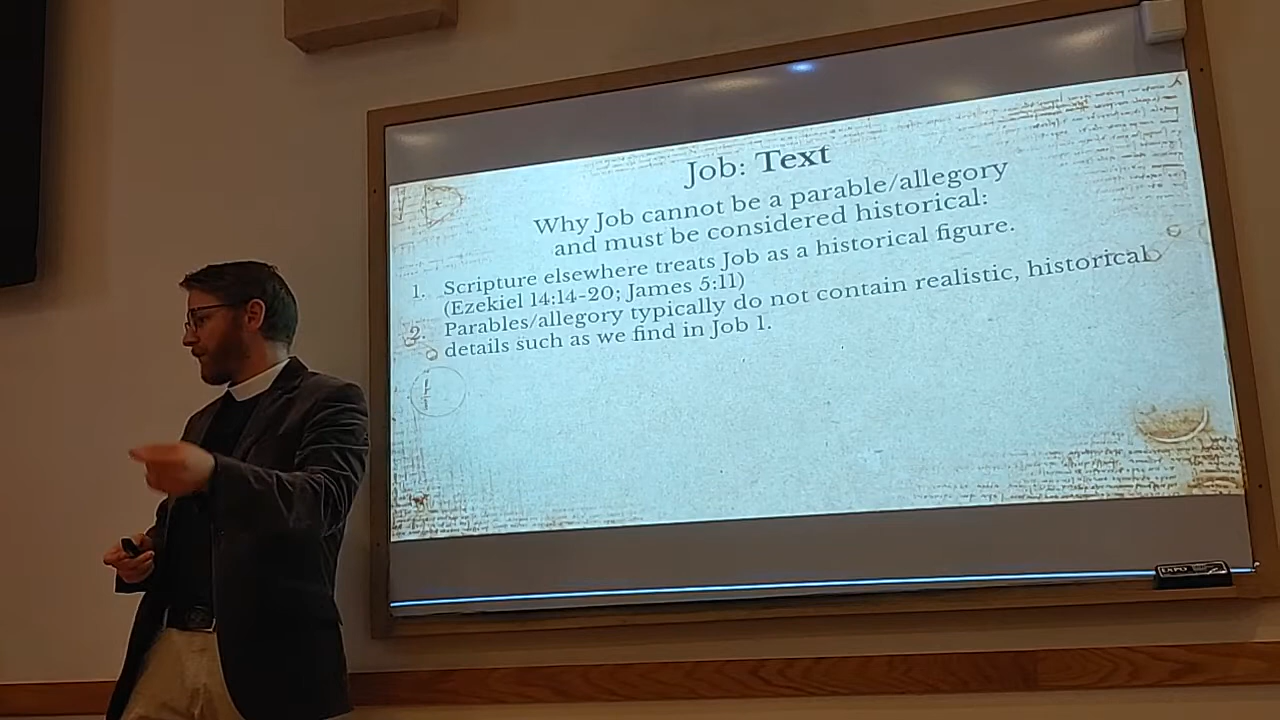 Job: Text
Why Job cannot be a parable/allegory
and must be considered historical:
1. Scripture elsewhere treats Job as a historical figure.
(Ezekiel 14:14-20; James 5:11)
2. Parables/allegory typically do not contain realistic, historical
details such as we find in Job 1.
EXPO